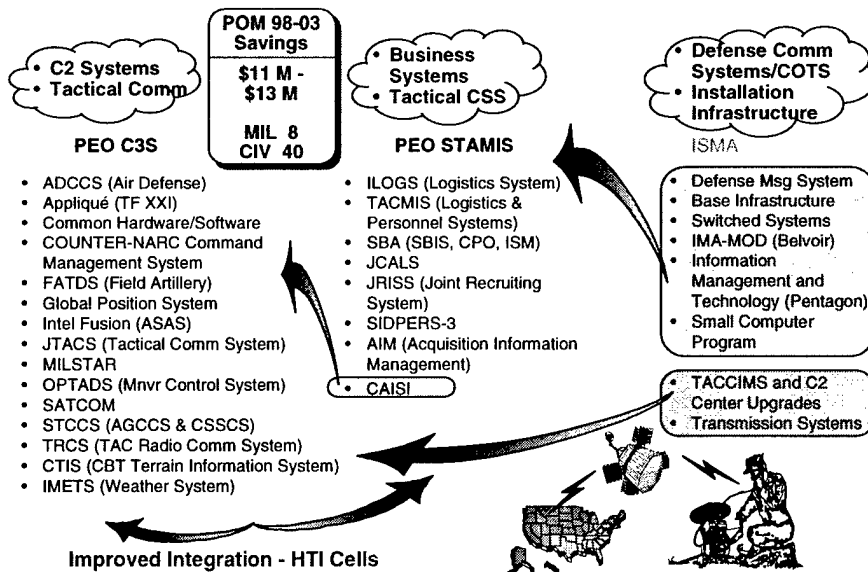 POM 98-03
Savings
$11 M -
$13 M
MIL 8
CIV 40
• C2 Systems
• Tactical Comm
PEO C3S
• ADCCS (Air Defense)
• Appliqué (TF XXI)
• Common Hardware/Software
• COUNTER-NARC Command
Management System
• FATDS (Field Artillery)
• Global Position System
• Intel Fusion (ASAS)
• JTACS (Tactical Comm System)
• MILSTAR
• OPTADS (Mnvr Control System)
• SATCOM
• STCCS (AGCCS & CSSCS)
• TRCS (TAC Radio Comm System)
• CTIS (CBT Terrain Information System)
• IMETS (Weather System)
• Business
Systems
• Tactical CSS
PEO STAMIS
• ILOGS (Logistics System)
• TACMIS (Logistics &
Personnel Systems)
• SBA (SBIS, CPO, ISM)
• JCALS
• JRISS (Joint Recruiting
System)
• SIDPERS-3
• AIM (Acquisition Information
Management)
• CAISI
• Defense Comm
Systems/COTS
• Installation
Infrastructure
ISMA
• Defense Msg System
• Base Infrastructure
• Switched Systems
• IMA-MOD (Belvoir)
• Information
Management and
Technology (Pentagon)
• Small Computer
Program
• TACCIMS and C2
Center Upgrades
• Transmission Systems
Improved Integration - HTI Cells